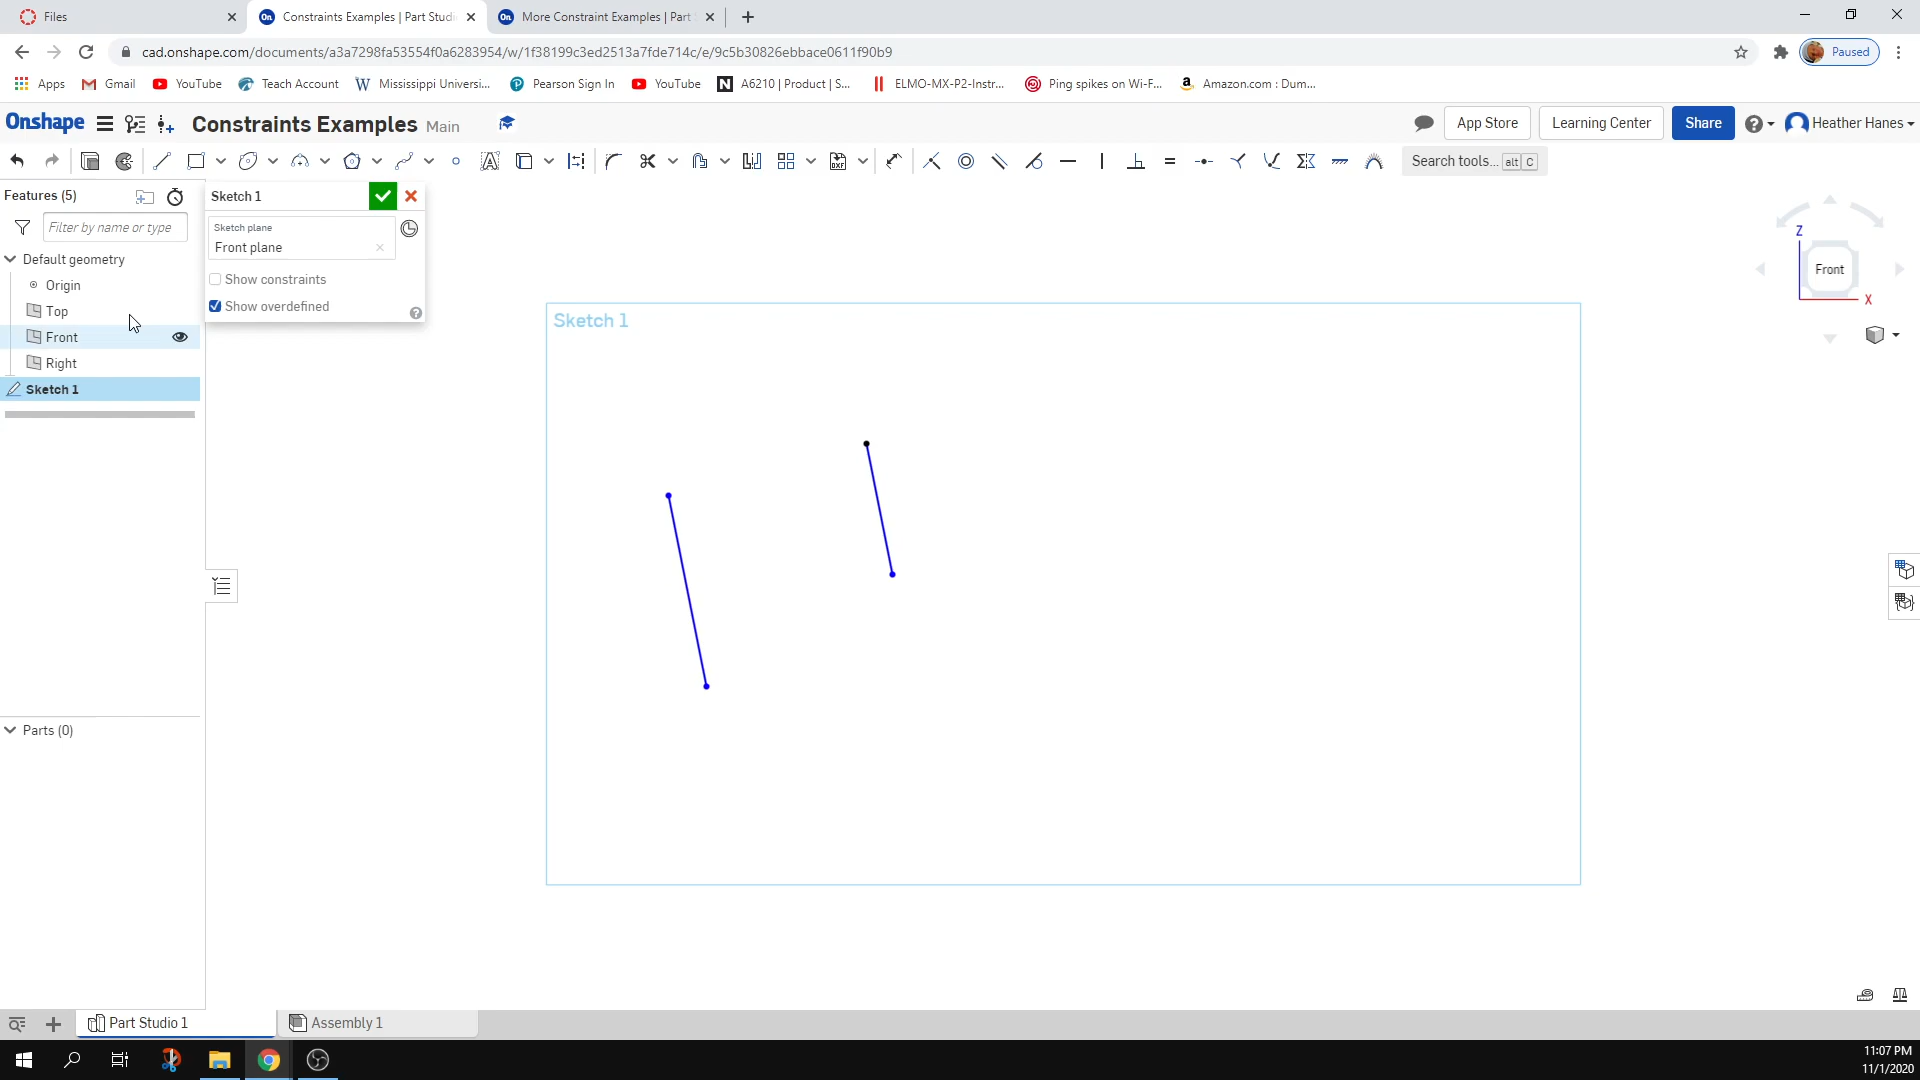 Files
Constraints Examples | Part Studi
More Constraint Examples | Part
cad.onshape.com/documents/a3a7298fa53554f0a6283954/w/1f38199c3ed2513a7fde714c/e/9c5b30826ebbace0611f90b9
Paused
Apps
Gmail
YouTube
Teach Account
Mississippi Universi...
Pearson Sign In
YouTube
A6210 | Product | S...
ELMO-MX-P2-Instr...
Ping spikes on Wi-F...
Amazon.com : Dum...
Onshape
Constraints Examples Main
App Store
Learning Center
Share
Heather Hanes
Search tools... alt C
Features (5)
Filter by name or type
Default geometry
Origin
Top
Front
Right
Sketch 1
Sketch 1
Sketch plane
Front plane
Show constraints
Show overdefined
Sketch 1
Z
Front
X
Parts (0)
Part Studio 1
Assembly 1
11:07 PM
11/1/2020